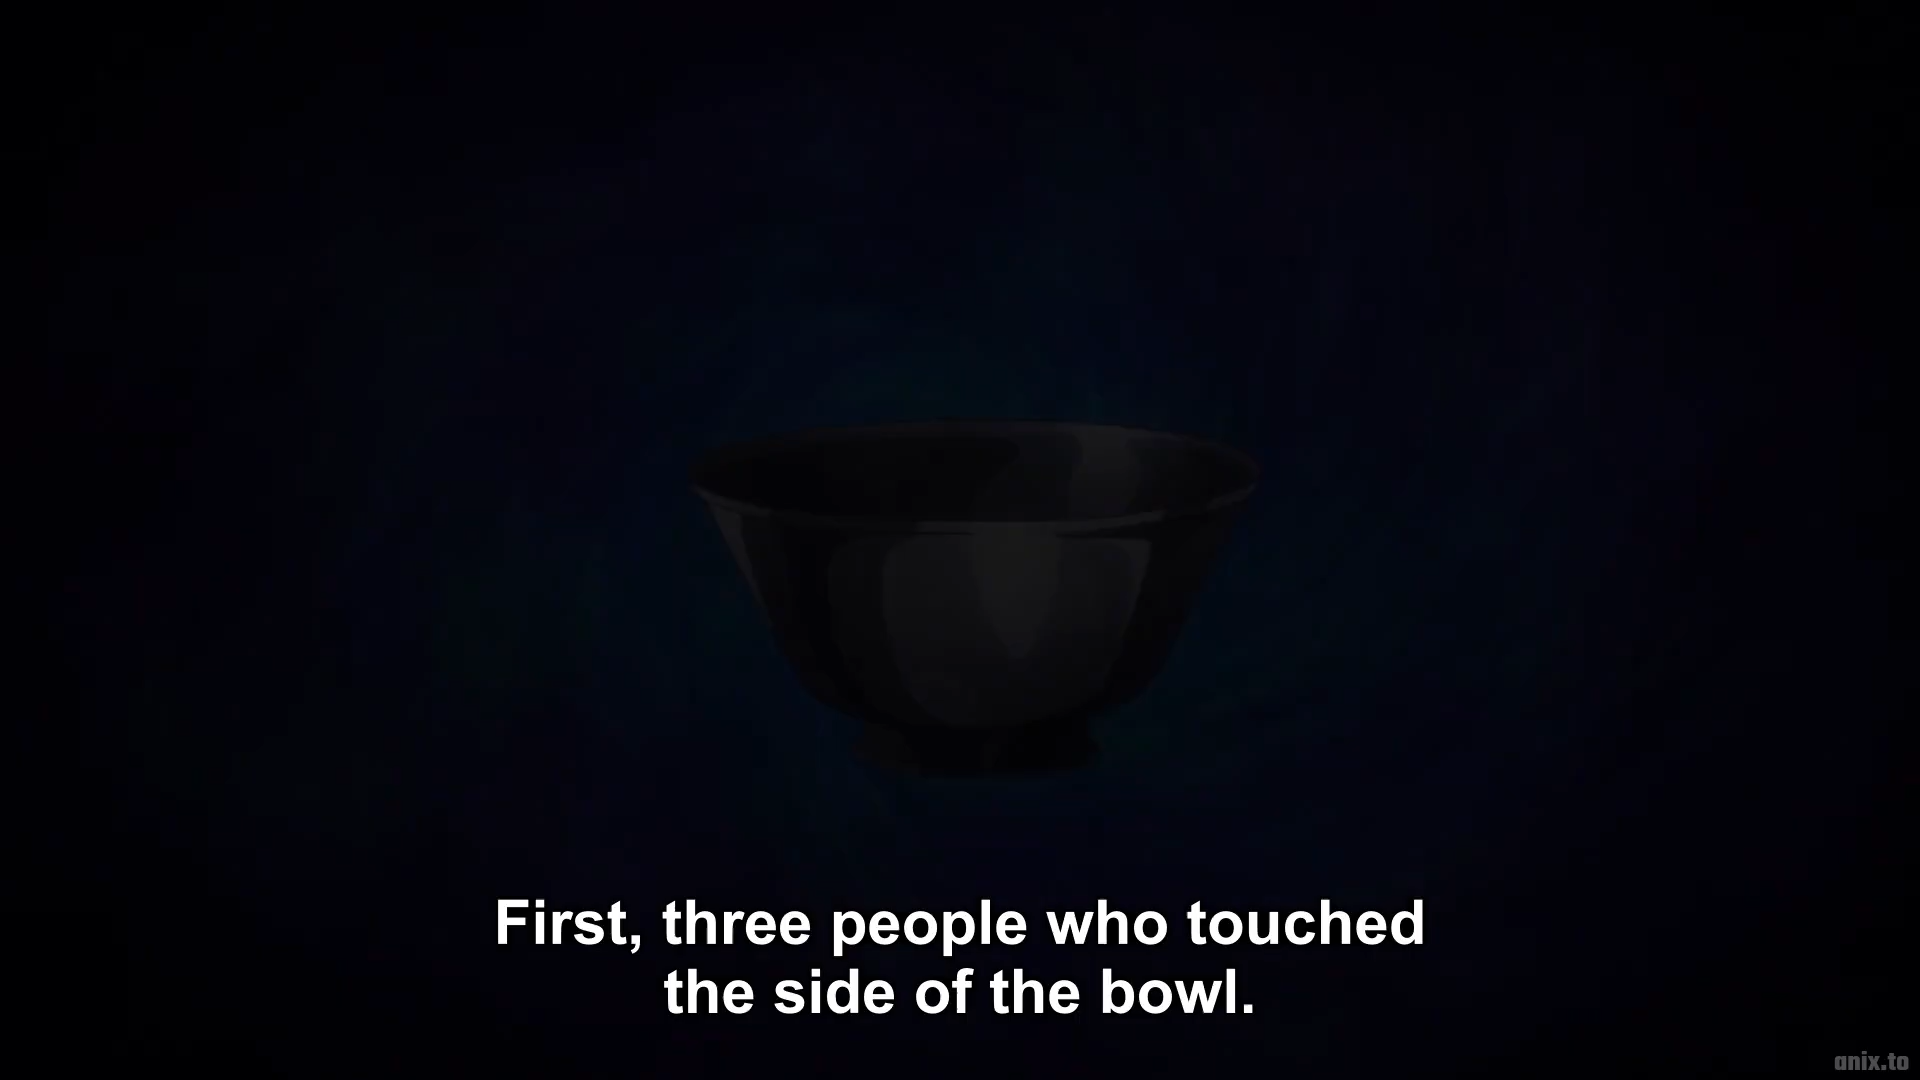 First, three people who touched
the side of the bowl.
anix.to